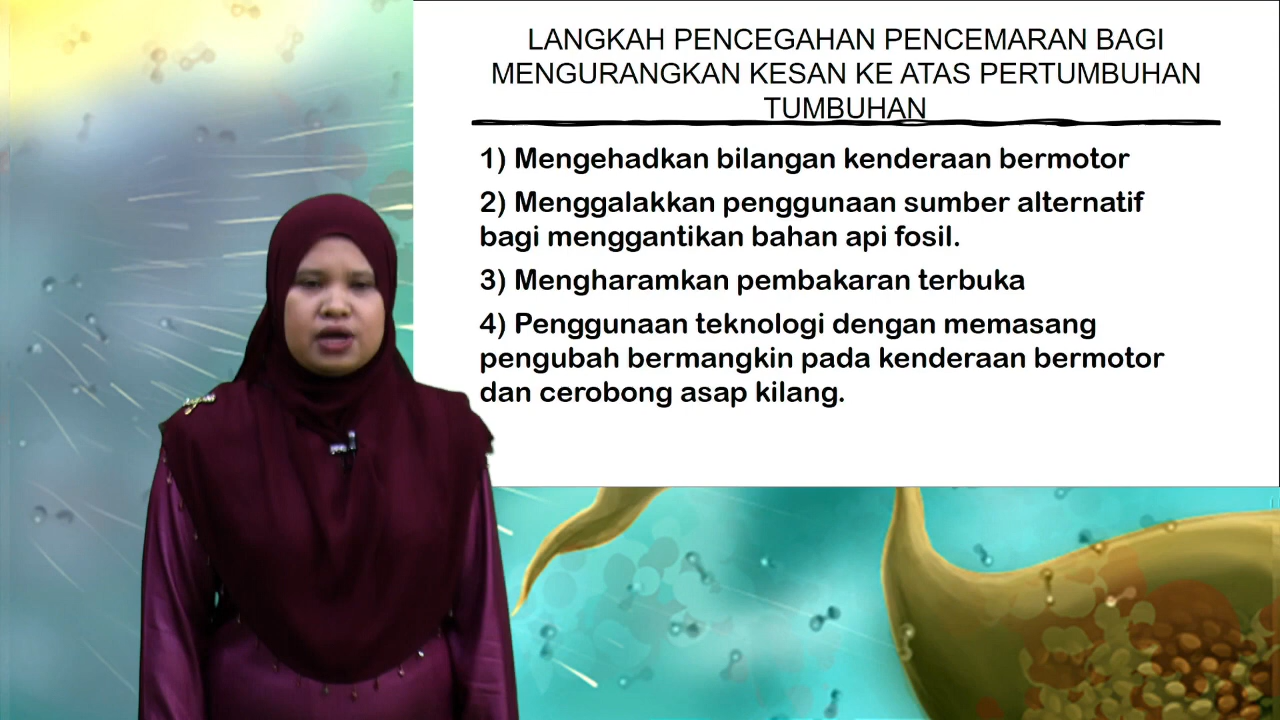 LANGKAH PENCEGAHAN PENCEMARAN BAGI
MENGURANGKAN KESAN KE ATAS PERTUMBUHAN
TUMBUHAN
1) Mengehadkan bilangan kenderaan bermotor
2) Menggalakkan penggunaan sumber alternatif
bagi menggantikan bahan api fosil.
3) Mengharamkan pembakaran terbuka
4) Penggunaan teknologi dengan memasang
pengubah bermangkin pada kenderaan bermotor
dan cerobong asap kilang.